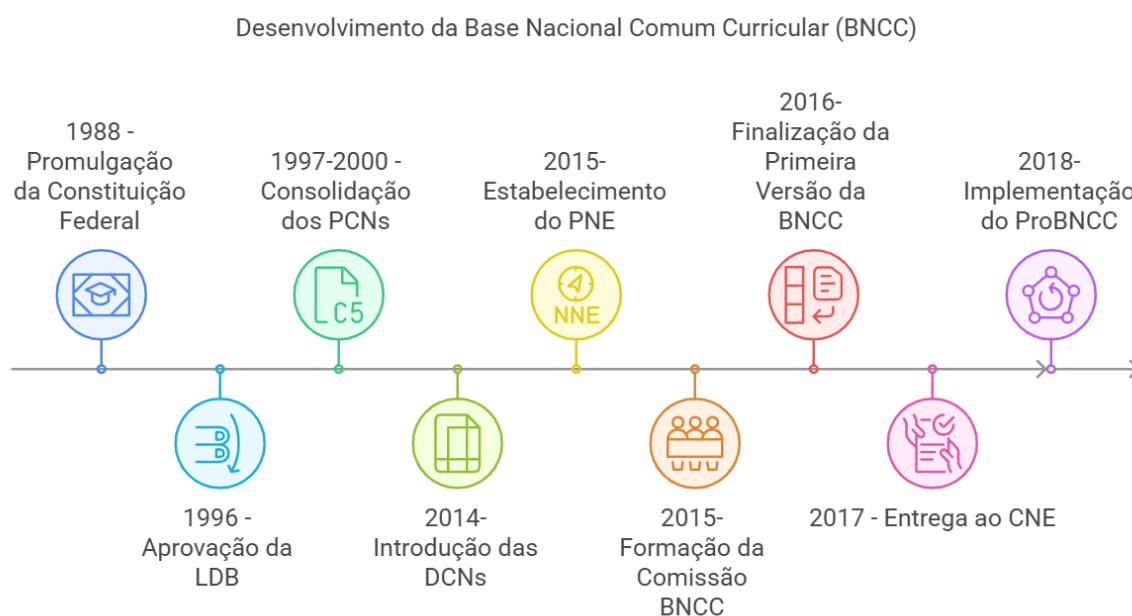 Desenvolvimento da Base Nacional Comum Curricular (BNCC)
1988 -
Promulgação
da Constituição
Federal
1996 -
Aprovação da
LDB
1997-2000 -
Consolidação
dos PCNs
C5
2014-
Introdução das
DCNs
2015-
Estabelecimento
do PNE
NNE
2015-
Formação da
Comissão
BNCC
2016-
Finalização da
Primeira
Versão da
BNCC
2017 - Entrega ao CNE
2018-
Implementação
do ProBNCC